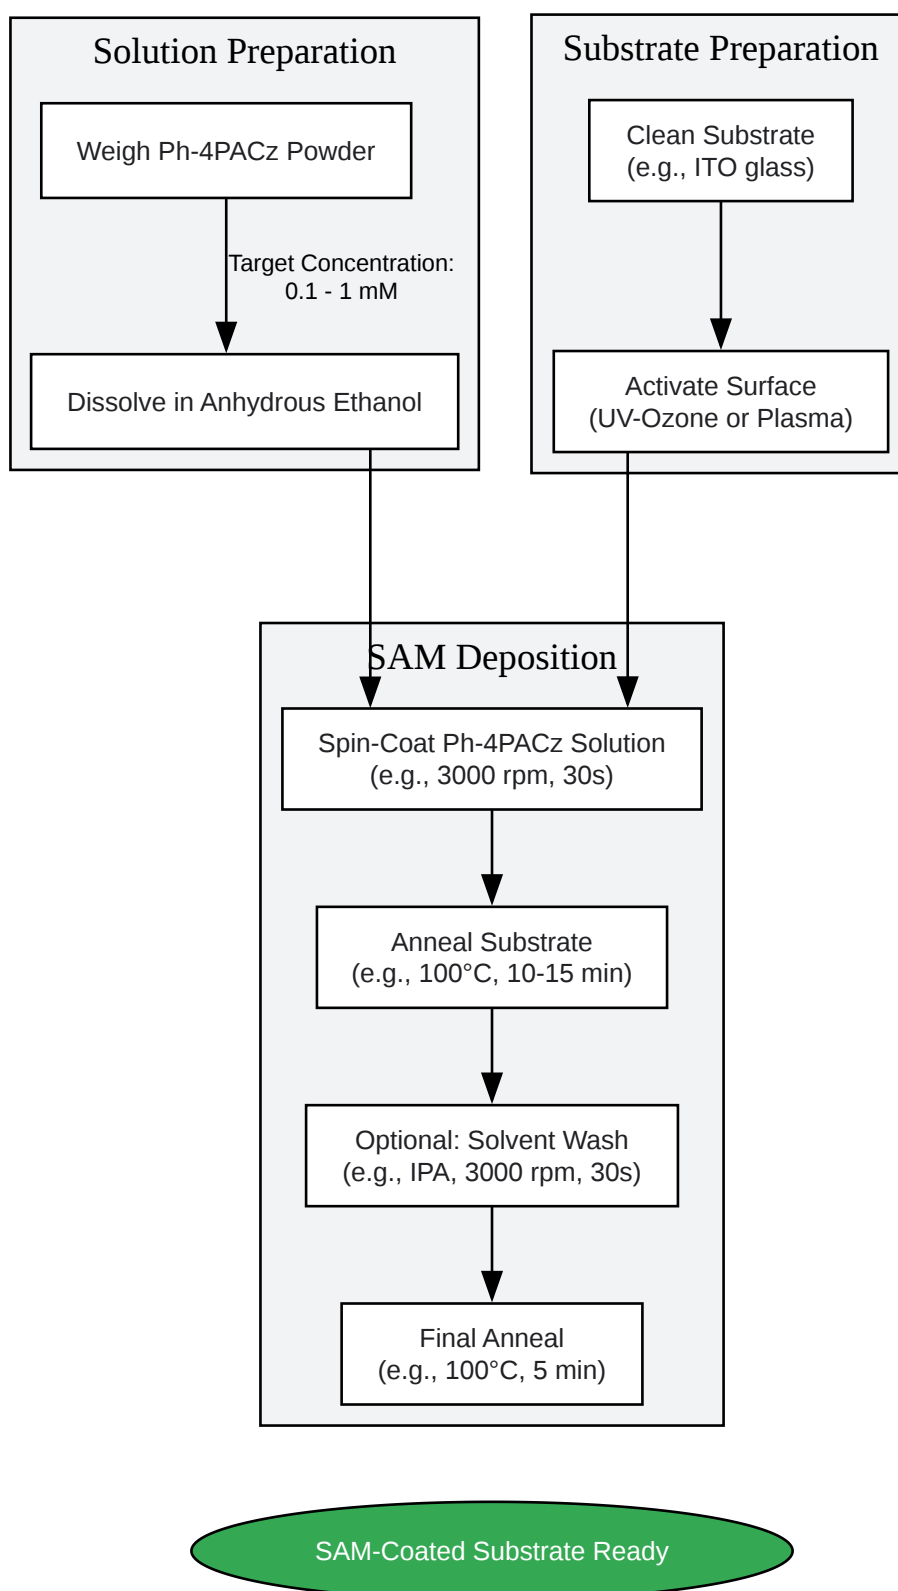 Solution Preparation
Weigh Ph-4PACz Powder
Target Concentration:
0.1 - 1 mM
Dissolve in Anhydrous Ethanol
Substrate Preparation
Clean Substrate
(e.g., ITO glass)
Activate Surface
(UV-Ozone or Plasma)
SAM Deposition
Spin-Coat Ph-4PACz Solution
(e.g., 3000 rpm, 30s)
Anneal Substrate
(e.g., 100°C, 10-15 min)
Optional: Solvent Wash
(e.g., IPA, 3000 rpm, 30s)
Final Anneal
(e.g., 100°C, 5 min)
SAM-Coated Substrate Ready